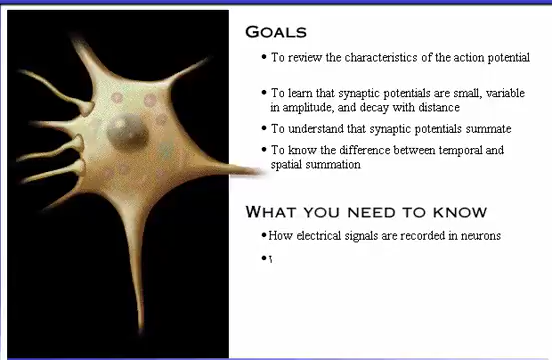 GOALS
• To review the characteristics of the action potential
• To learn that synaptic potentials are small, variable
in amplitude, and decay with distance
• To understand that synaptic potentials summate
• To know the difference between temporal and
spatial summation
WHAT YOU NEED TO KNOW
• How electrical signals are recorded in neurons
•